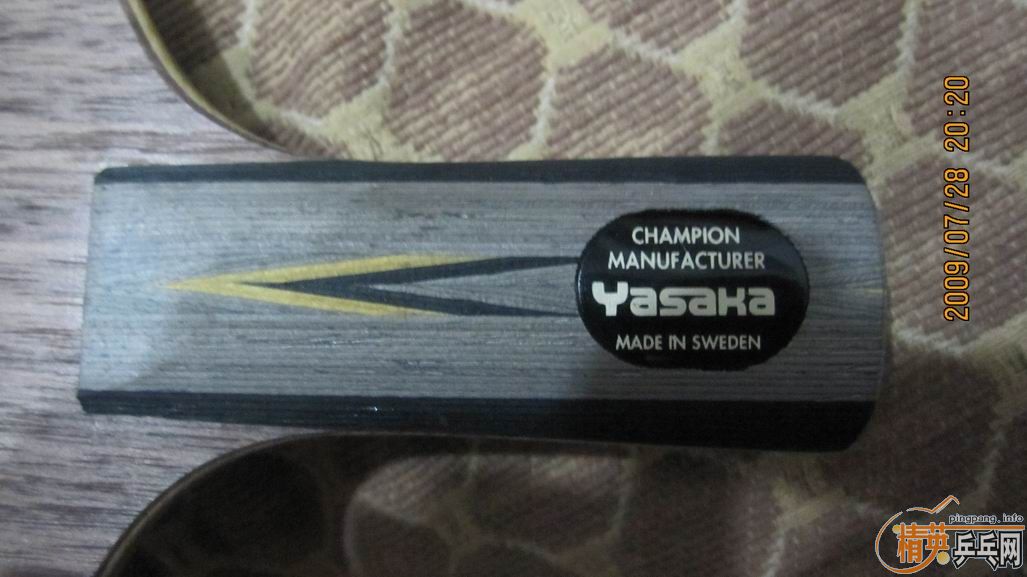 CHAMPION
MANUFACTURER
Yasaka
MADE IN SWEDEN
2009/07/28 20:20
pingpang.info
精英乒乓网